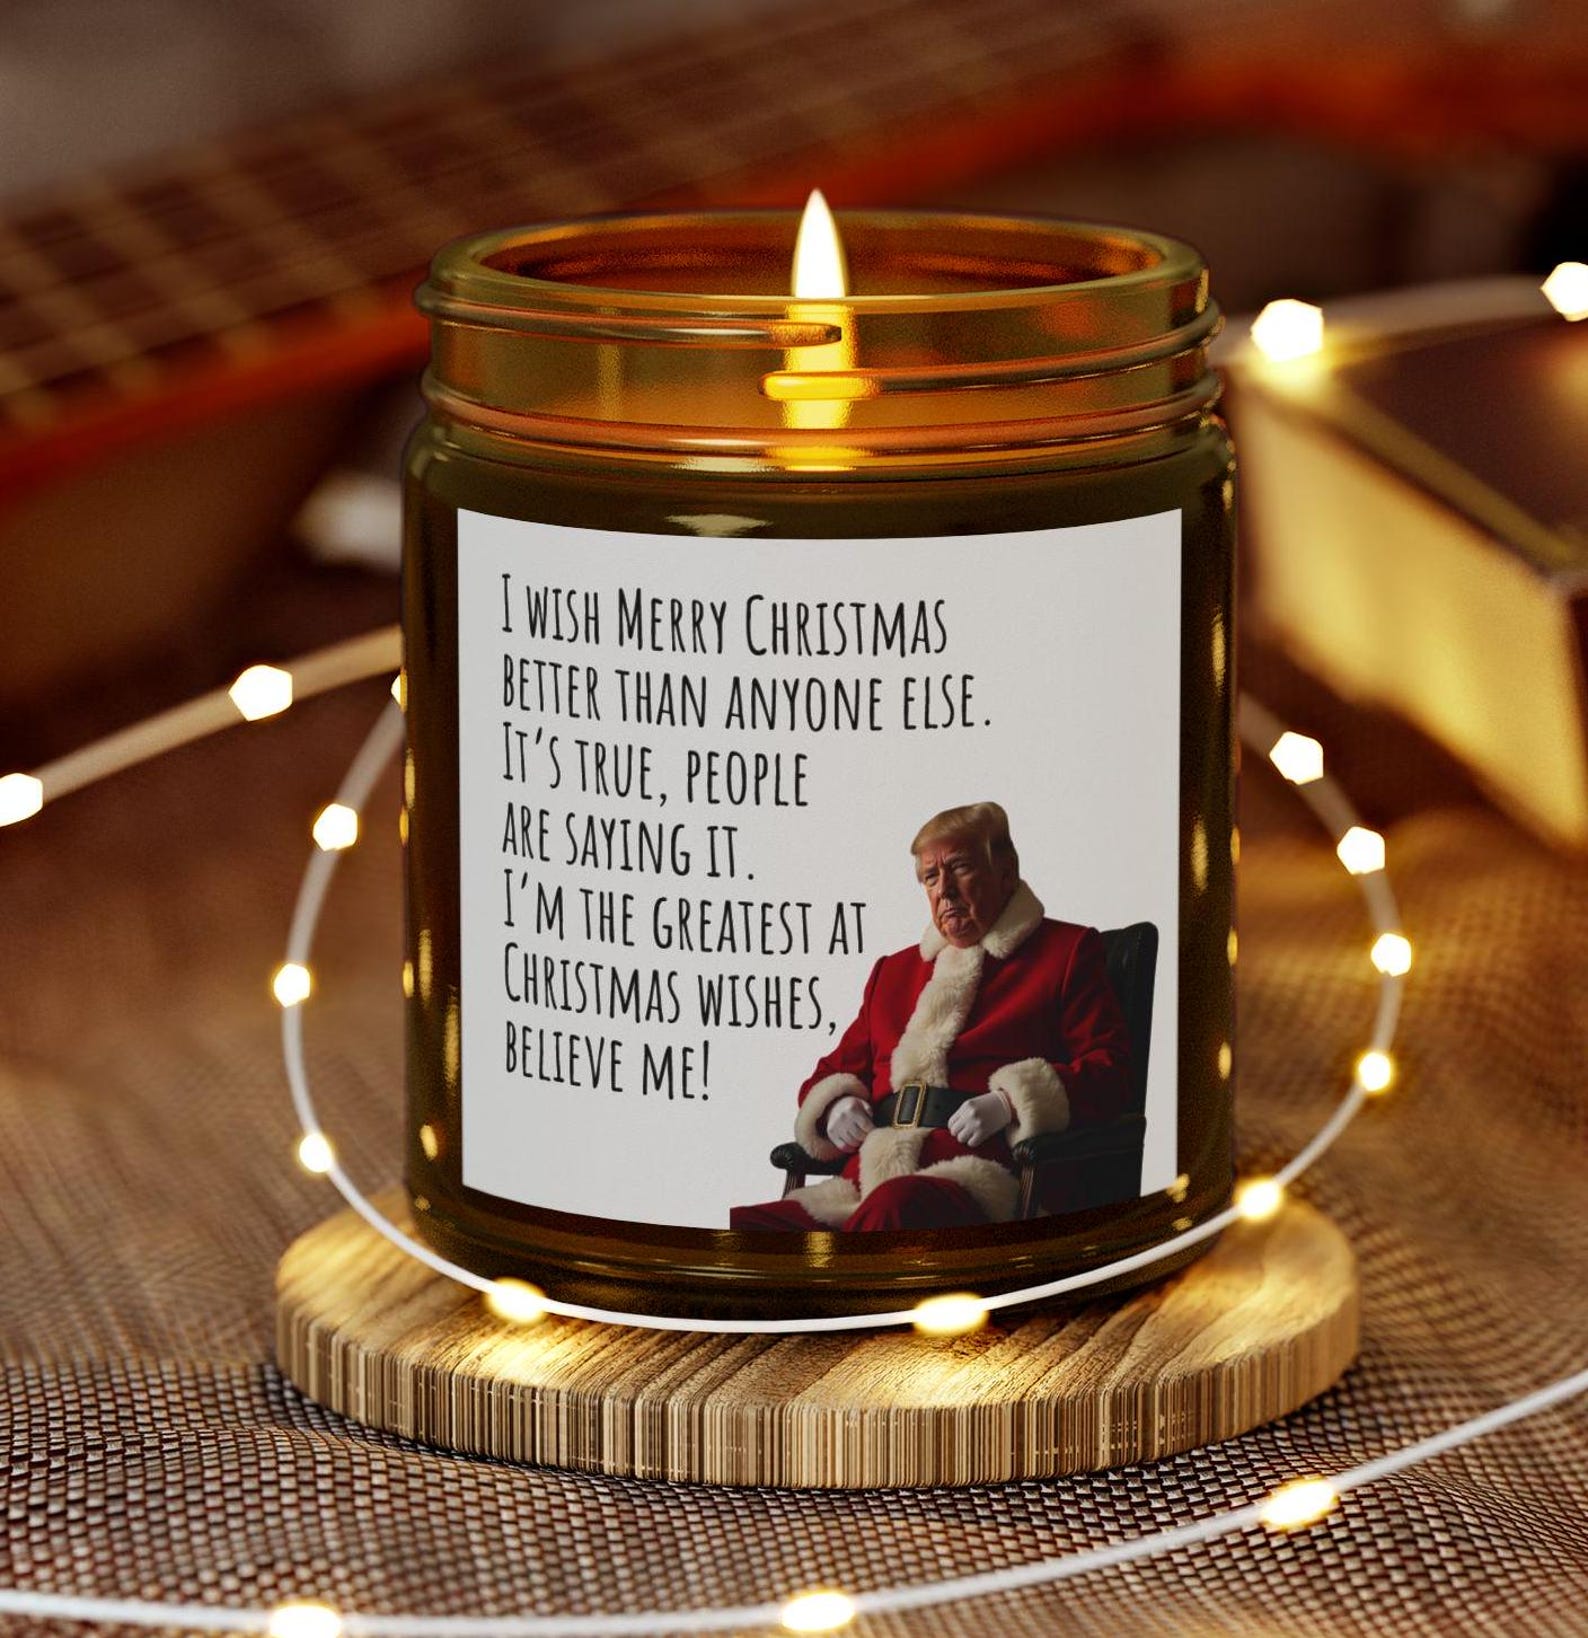 I wish Merry Christmas
better than anyone else.
It's true, people
are saying it.
I'm the greatest at
Christmas wishes,
believe me!